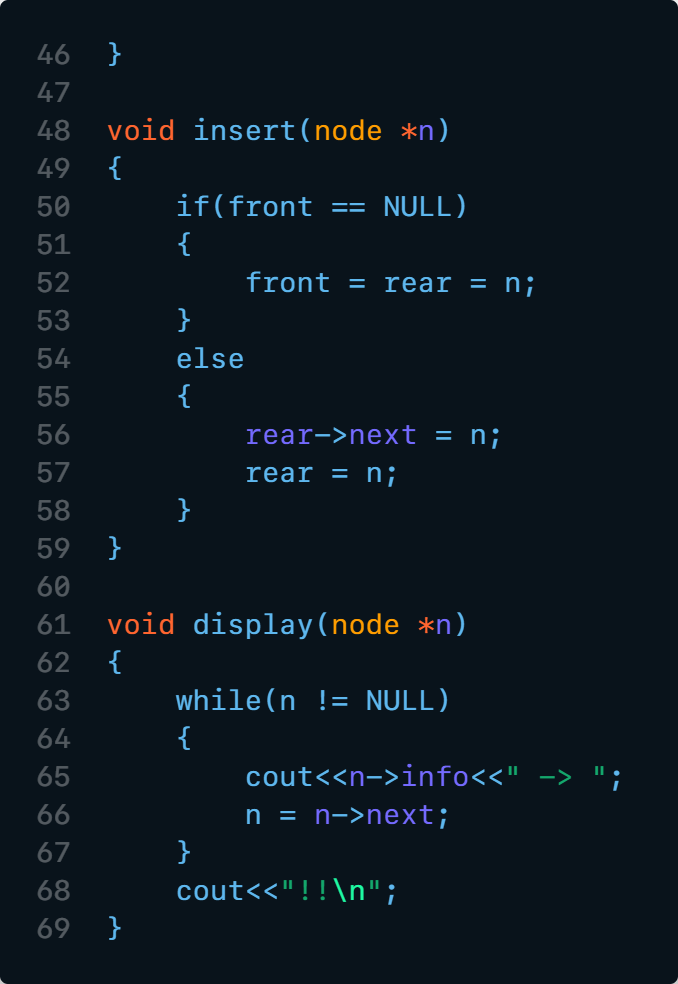 46 }
47
48 void insert(node *n)
49 {
50     if(front == NULL)
51     {
52         front = rear = n;
53     }
54     else
55     {
56         rear->next = n;
57         rear = n;
58     }
59 }
60
61 void display(node *n)
62 {
63     while(n != NULL)
64     {
65         cout<<n->info<<" -> ";
66         n = n->next;
67     }
68     cout<<"!!\n";
69 }